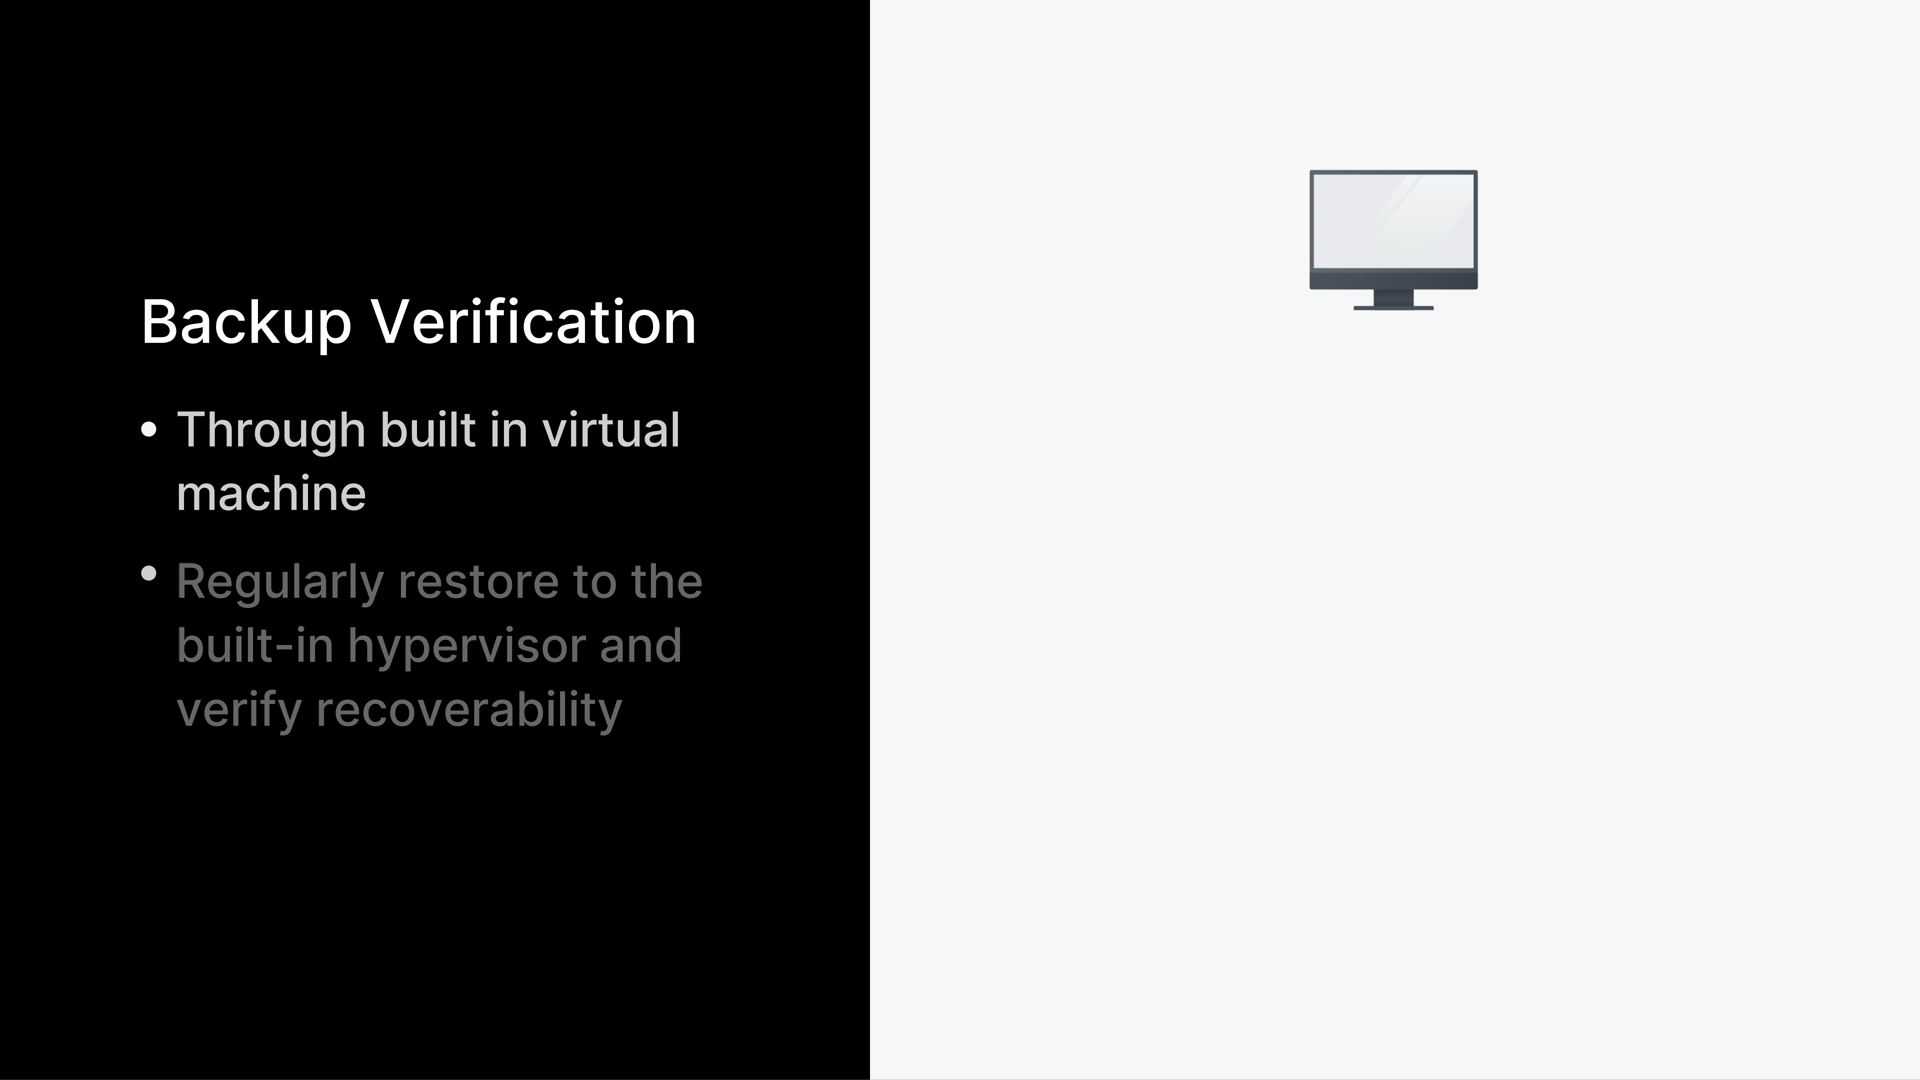 Backup Verification
• Through built in virtual
machine
• Regularly restore to the
built-in hypervisor and
verify recoverability